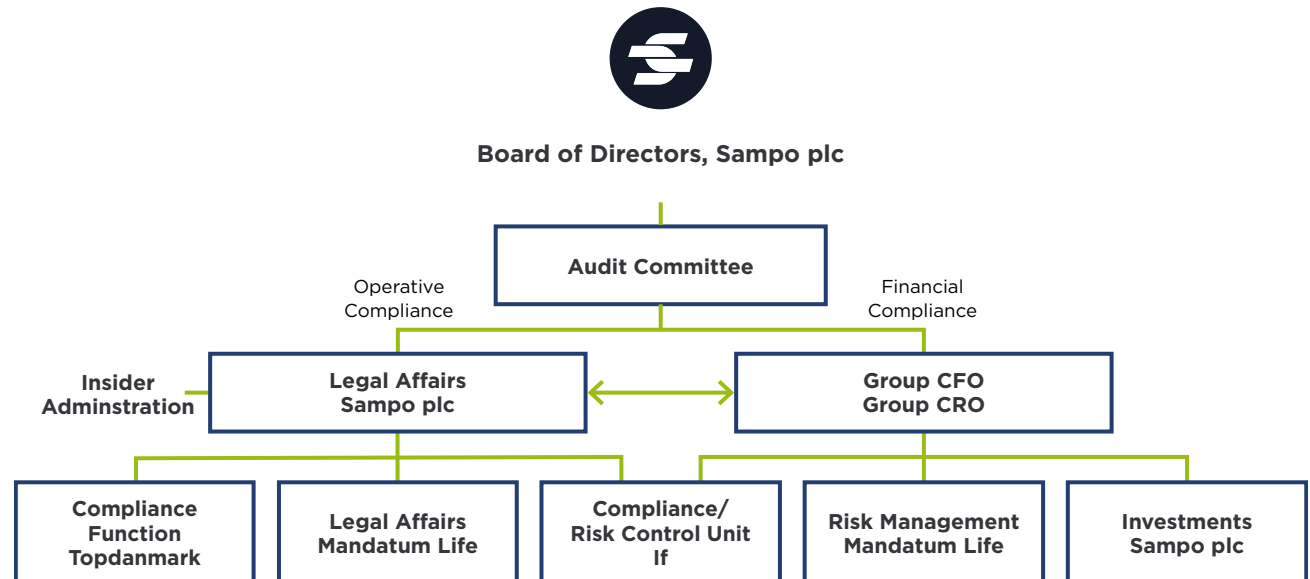 Board of Directors, Sampo plc
Audit Committee
Operative
Compliance
Financial
Compliance
Insider
Adminstration
Legal Affairs
Sampo plc
Group CFO
Group CRO
Compliance
Function
Topdanmark
Legal Affairs
Mandatum Life
Compliance/
Risk Control Unit
If
Risk Management
Mandatum Life
Investments
Sampo plc